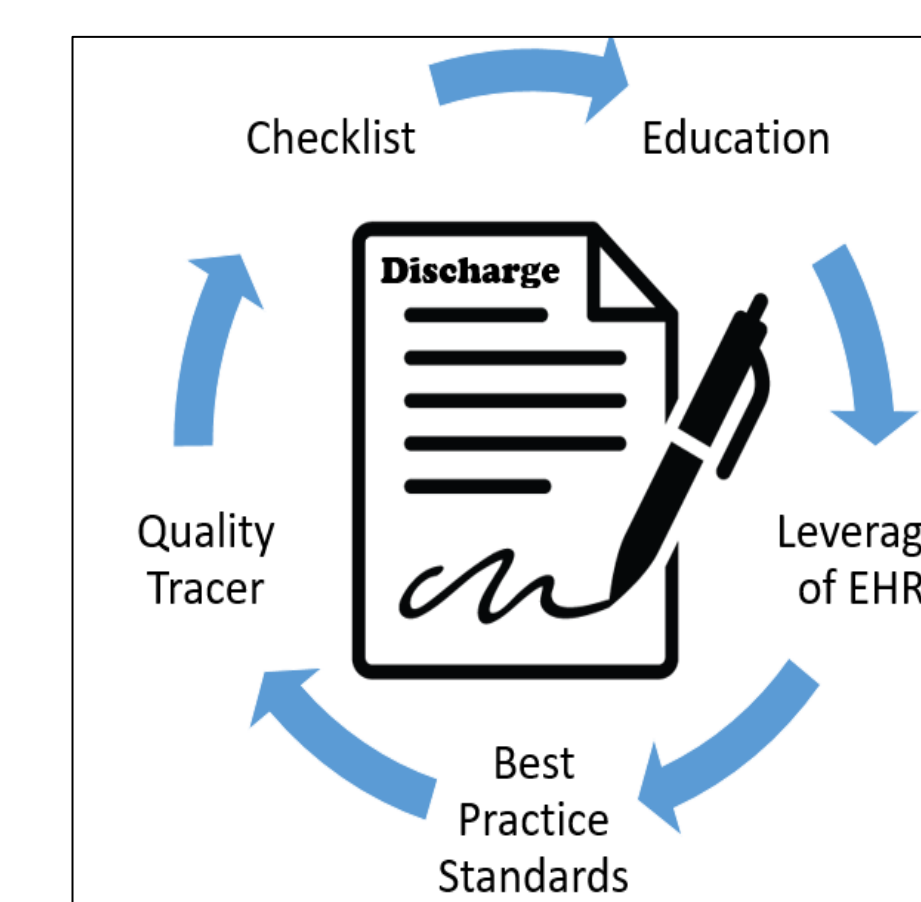 Checklist
Education
Discharge
Quality
Tracer
Leverag
of EHR
Best
Practice
Standards